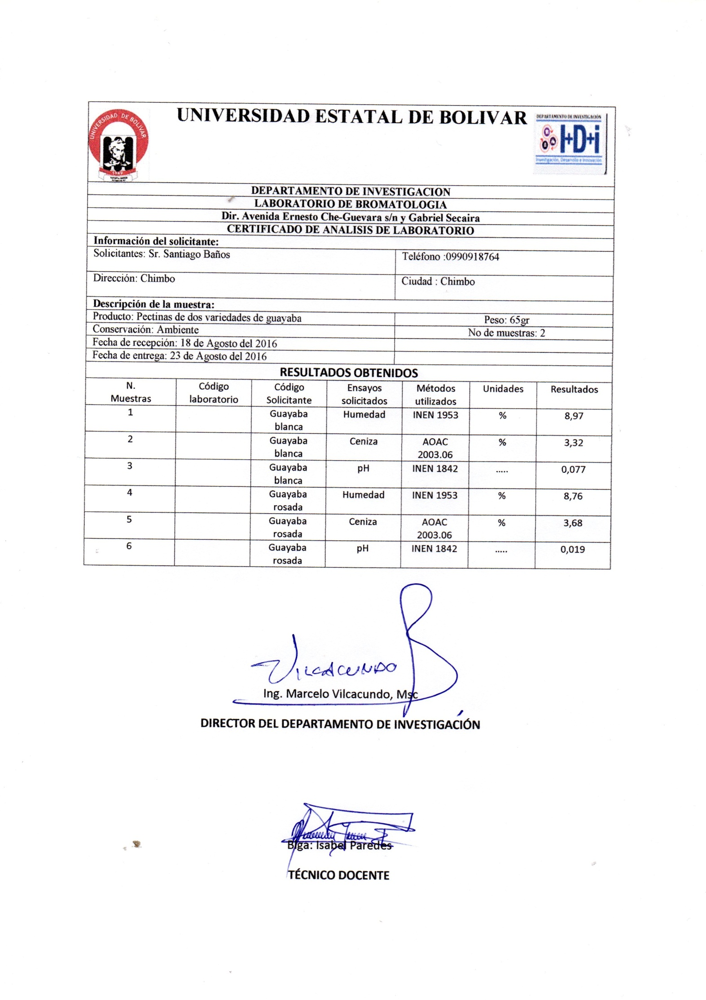 UNIVERSIDAD ESTATAL DE BOLIVAR
UNIVERSIDAD DE BOLIVAR
1989
DEPARTAMENTO DE INVESTIGACIÓN
I+D+i
Investigación, Desarrollo e Innovación
DEPARTAMENTO DE INVESTIGACION
LABORATORIO DE BROMATOLOGIA
Dir. Avenida Ernesto Che-Guevara s/n y Gabriel Secaira
CERTIFICADO DE ANALISIS DE LABORATORIO
Información del solicitante:
Solicitantes: Sr. Santiago Baños Teléfono :0990918764
Dirección: Chimbo Ciudad : Chimbo
Descripción de la muestra:
Producto: Pectinas de dos variedades de guayaba Peso: 65gr
Conservación: Ambiente No de muestras: 2
Fecha de recepción: 18 de Agosto del 2016
Fecha de entrega: 23 de Agosto del 2016
RESULTADOS OBTENIDOS
N. Código Código Ensayos Métodos Unidades Resultados
Muestras laboratorio Solicitante solicitados utilizados
1 Guayaba Humedad INEN 1953 % 8,97
blanca
2 Guayaba Ceniza AOAC % 3,32
blanca 2003.06
3 Guayaba pH INEN 1842 ..... 0,077
blanca
4 Guayaba Humedad INEN 1953 % 8,76
rosada
5 Guayaba Ceniza AOAC % 3,68
rosada 2003.06
6 Guayaba pH INEN 1842 ..... 0,019
rosada
VILCACUNDO
Ing. Marcelo Vilcacundo, Msc
DIRECTOR DEL DEPARTAMENTO DE INVESTIGACIÓN
Blga: Isabel Paredes
TÉCNICO DOCENTE